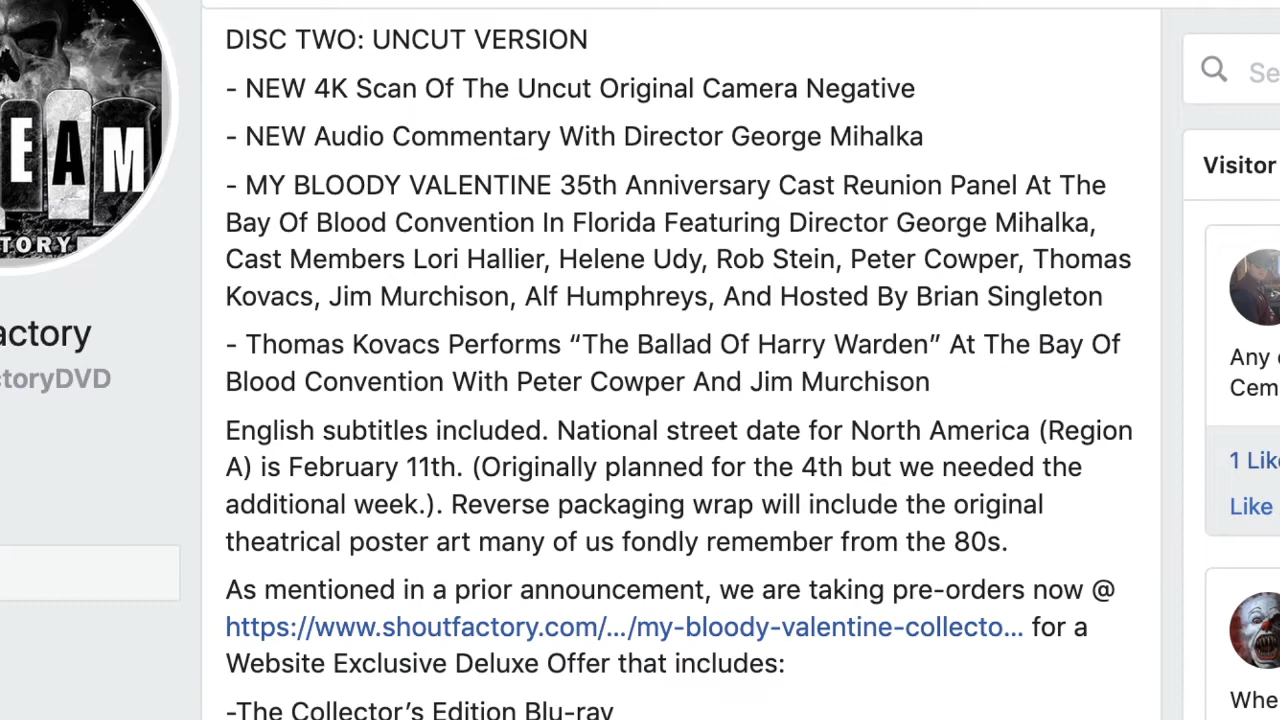 DISC TWO: UNCUT VERSION
- NEW 4K Scan Of The Uncut Original Camera Negative
- NEW Audio Commentary With Director George Mihalka
- MY BLOODY VALENTINE 35th Anniversary Cast Reunion Panel At The
Bay Of Blood Convention In Florida Featuring Director George Mihalka,
Cast Members Lori Hallier, Helene Udy, Rob Stein, Peter Cowper, Thomas
Kovacs, Jim Murchison, Alf Humphreys, And Hosted By Brian Singleton
- Thomas Kovacs Performs “The Ballad Of Harry Warden” At The Bay Of
Blood Convention With Peter Cowper And Jim Murchison
English subtitles included. National street date for North America (Region
A) is February 11th. (Originally planned for the 4th but we needed the
additional week.). Reverse packaging wrap will include the original
theatrical poster art many of us fondly remember from the 80s.
As mentioned in a prior announcement, we are taking pre-orders now @
https://www.shoutfactory.com/.../my-bloody-valentine-collecto... for a
Website Exclusive Deluxe Offer that includes:
-The Collector’s Edition Blu-ray
EAM
TORY
actory
toryDVD
Se
Visitor
Any
Cem
1 Like
Like
Whe